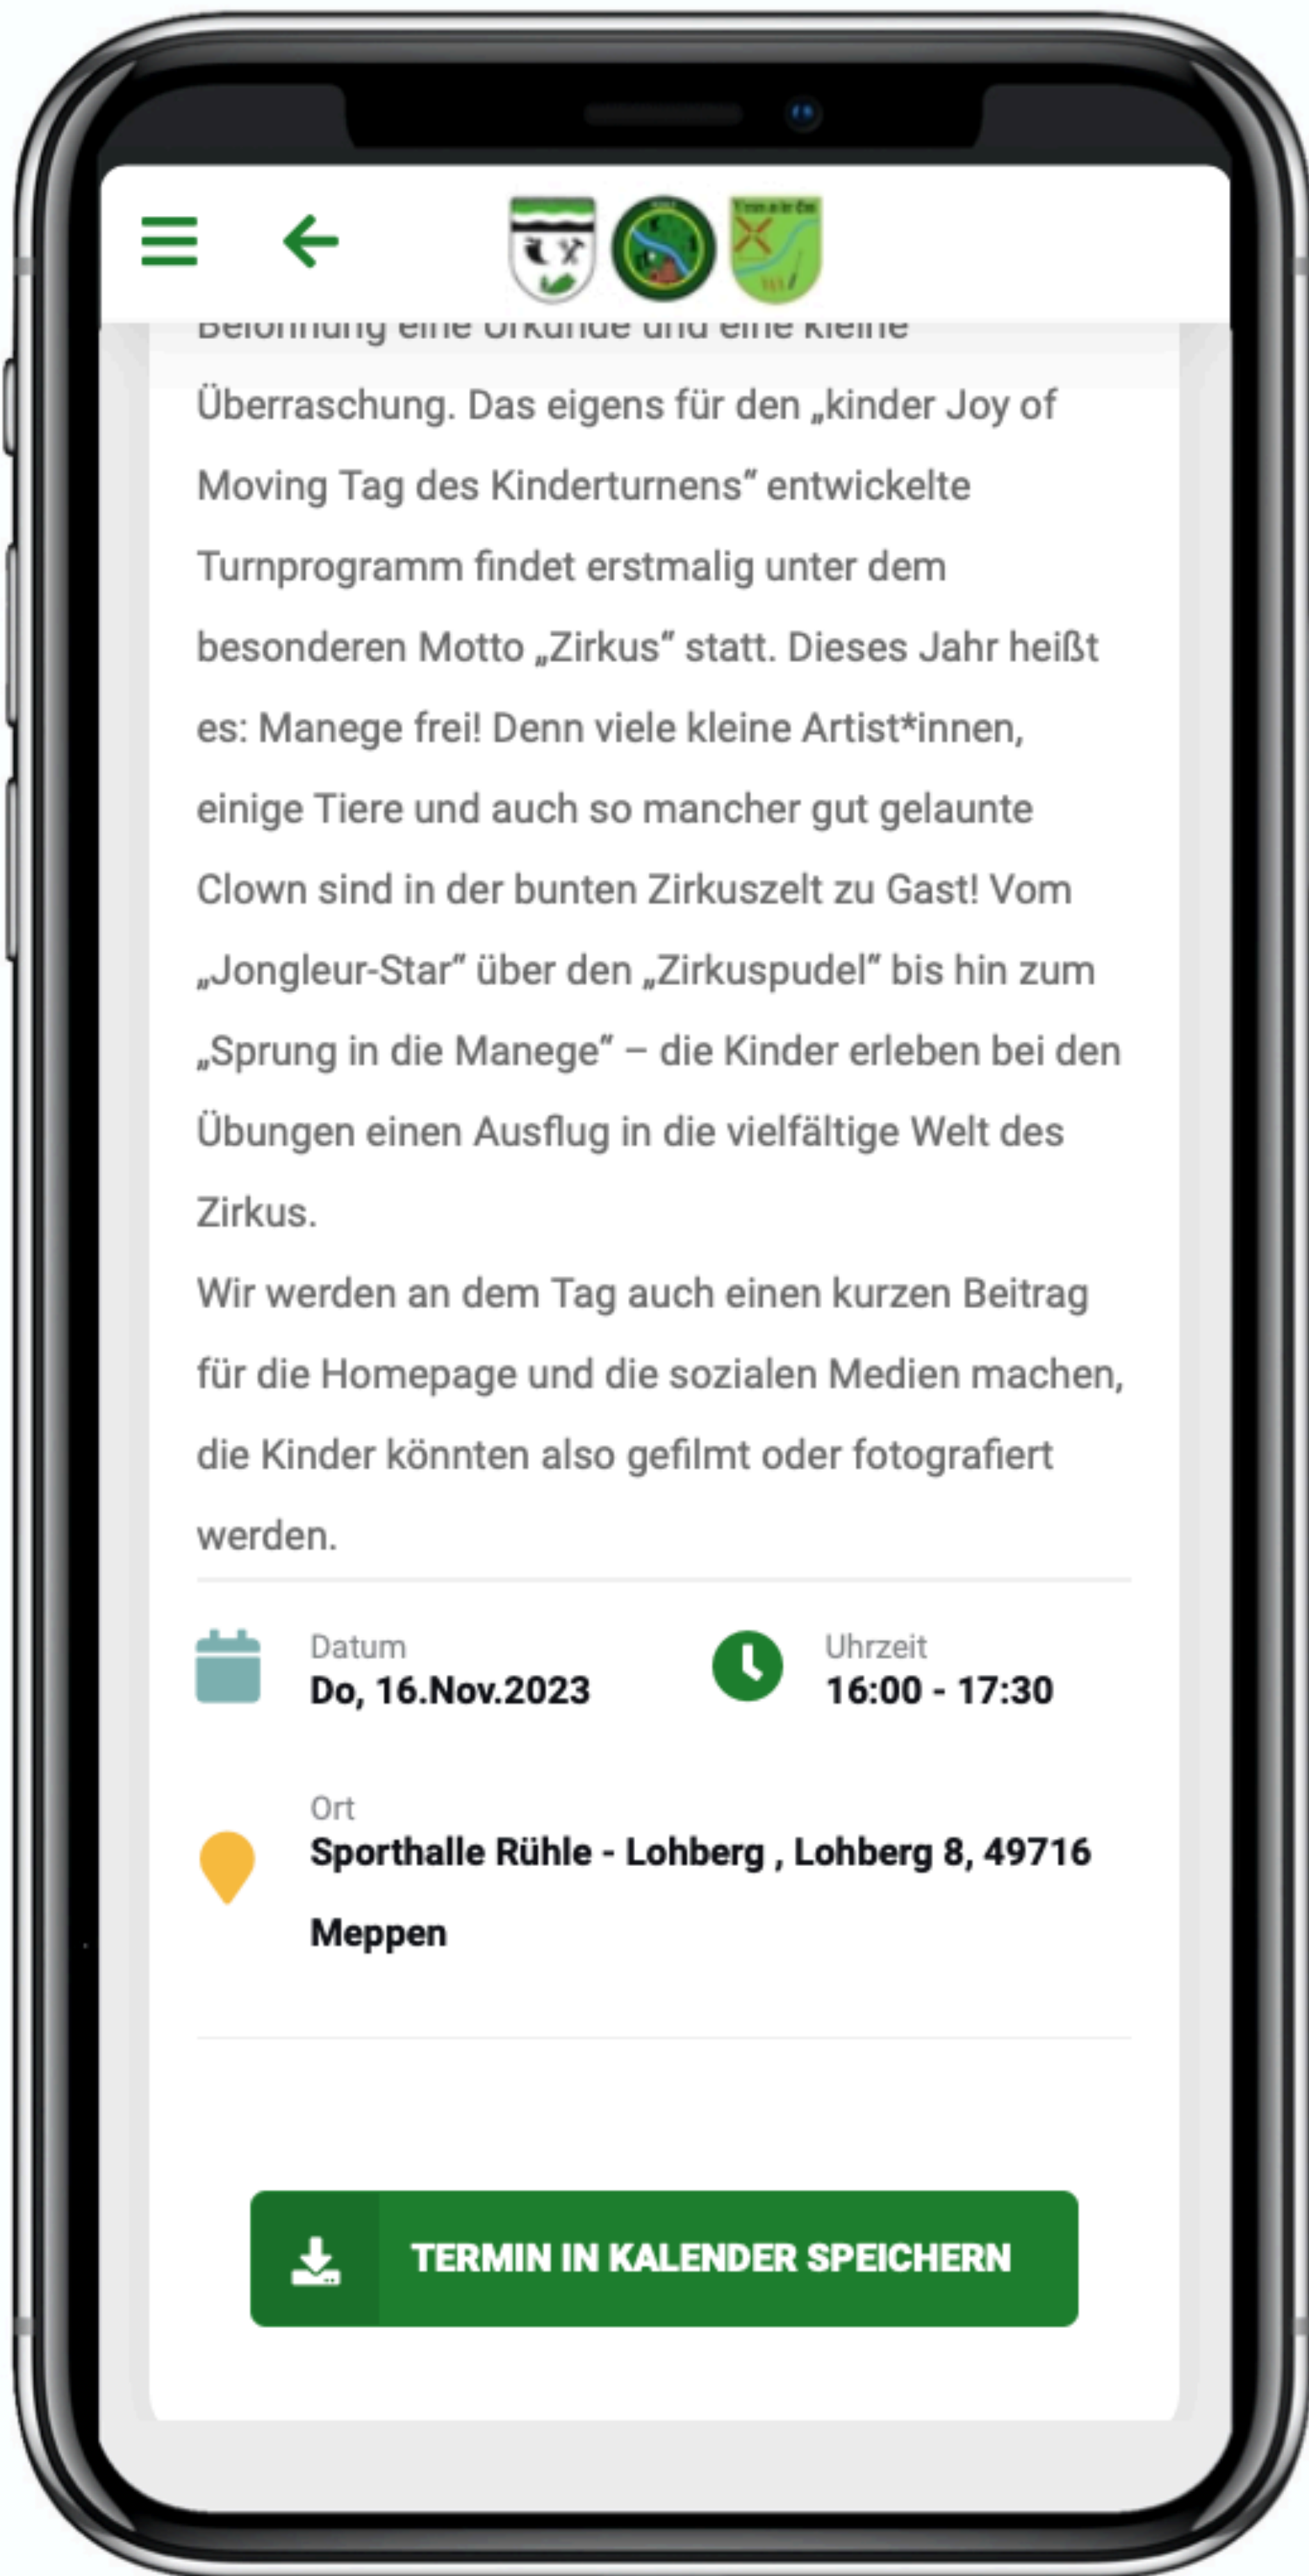 Belohnung eine Urkunde und eine kleine
Überraschung. Das eigens für den „kinder Joy of
Moving Tag des Kinderturnens“ entwickelte
Turnprogramm findet erstmalig unter dem
besonderen Motto „Zirkus“ statt. Dieses Jahr heißt
es: Manege frei! Denn viele kleine Artist*innen,
einige Tiere und auch so mancher gut gelaunte
Clown sind in der bunten Zirkuszelt zu Gast! Vom
„Jongleur-Star“ über den „Zirkuspudel“ bis hin zum
„Sprung in die Manege“ – die Kinder erleben bei den
Übungen einen Ausflug in die vielfältige Welt des
Zirkus.
Wir werden an dem Tag auch einen kurzen Beitrag
für die Homepage und die sozialen Medien machen,
die Kinder könnten also gefilmt oder fotografiert
werden.
Datum
Do, 16.Nov.2023
Uhrzeit
16:00 - 17:30
Ort
Sporthalle Rühle - Lohberg , Lohberg 8, 49716
Meppen
TERMIN IN KALENDER SPEICHERN